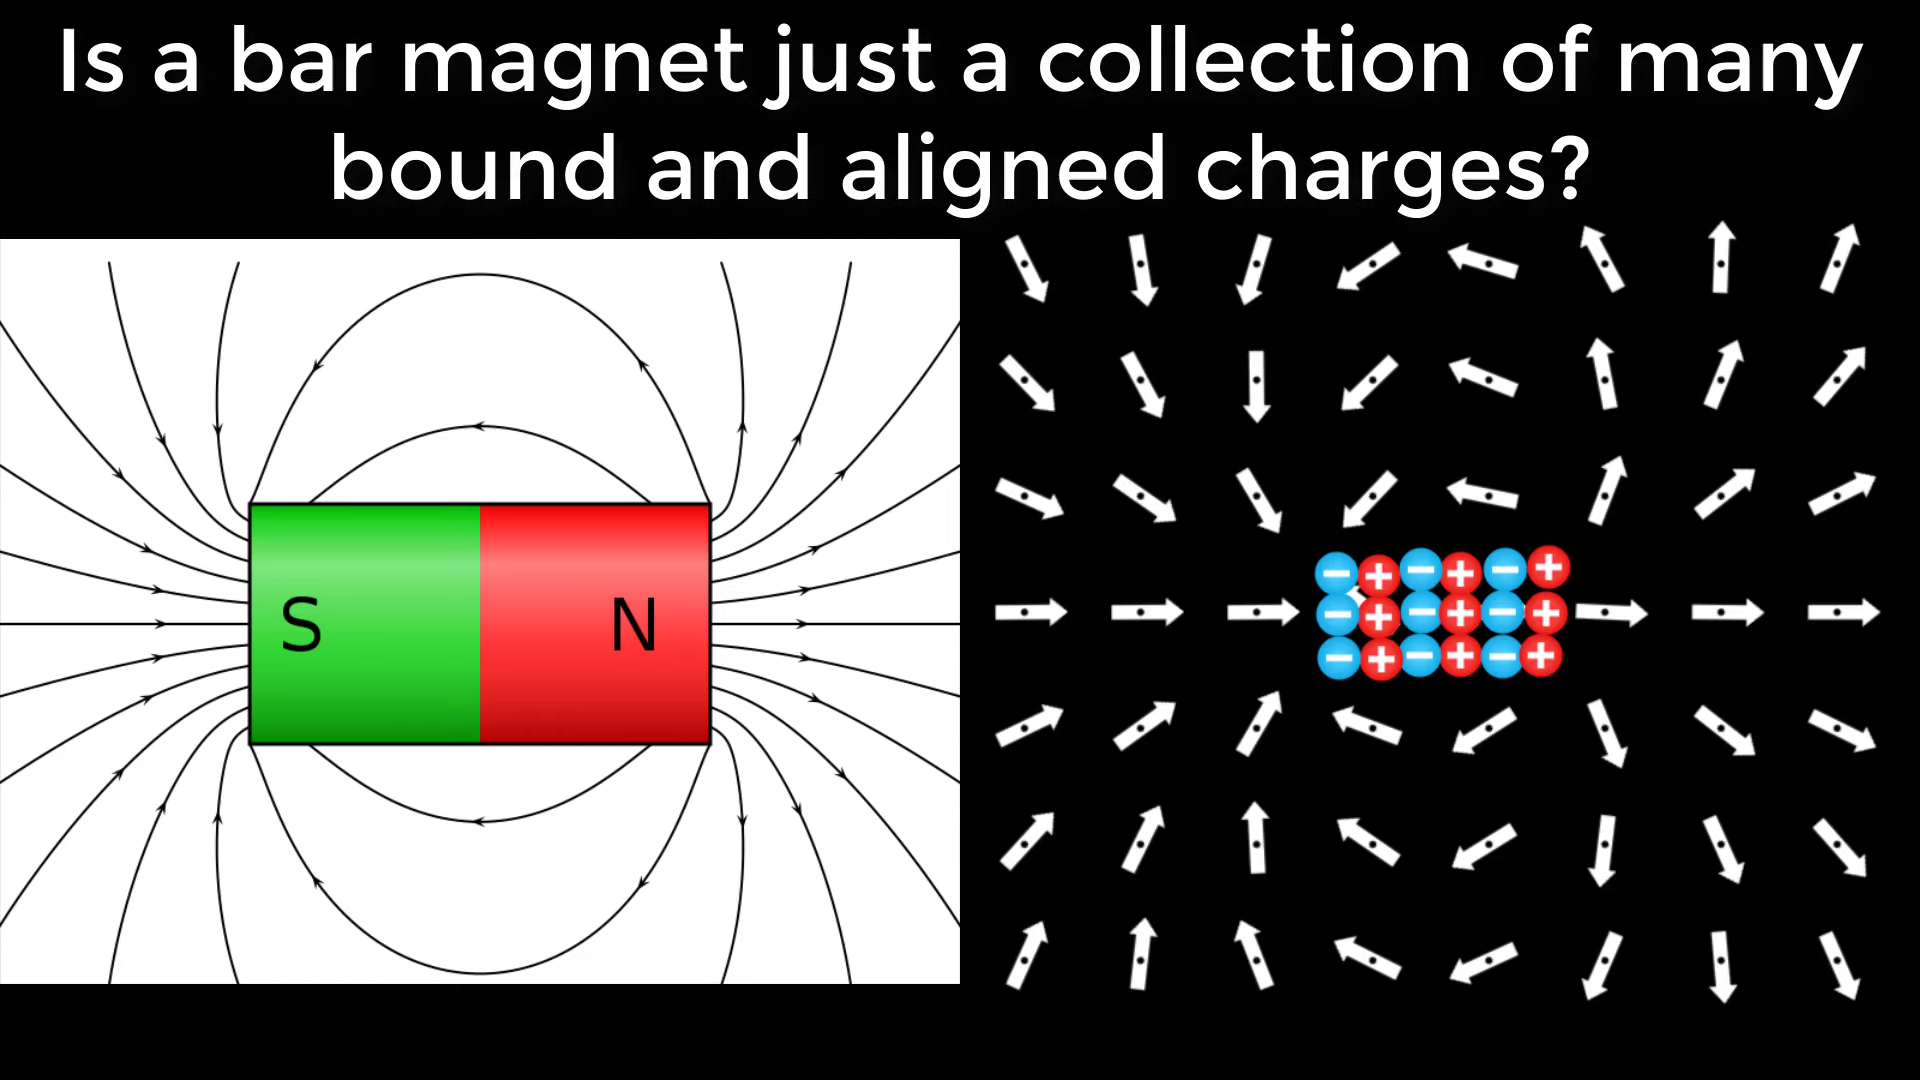 Is a bar magnet just a collection of many
bound and aligned charges?
S N
− + − + − +
− + − + − +
− + − + − +